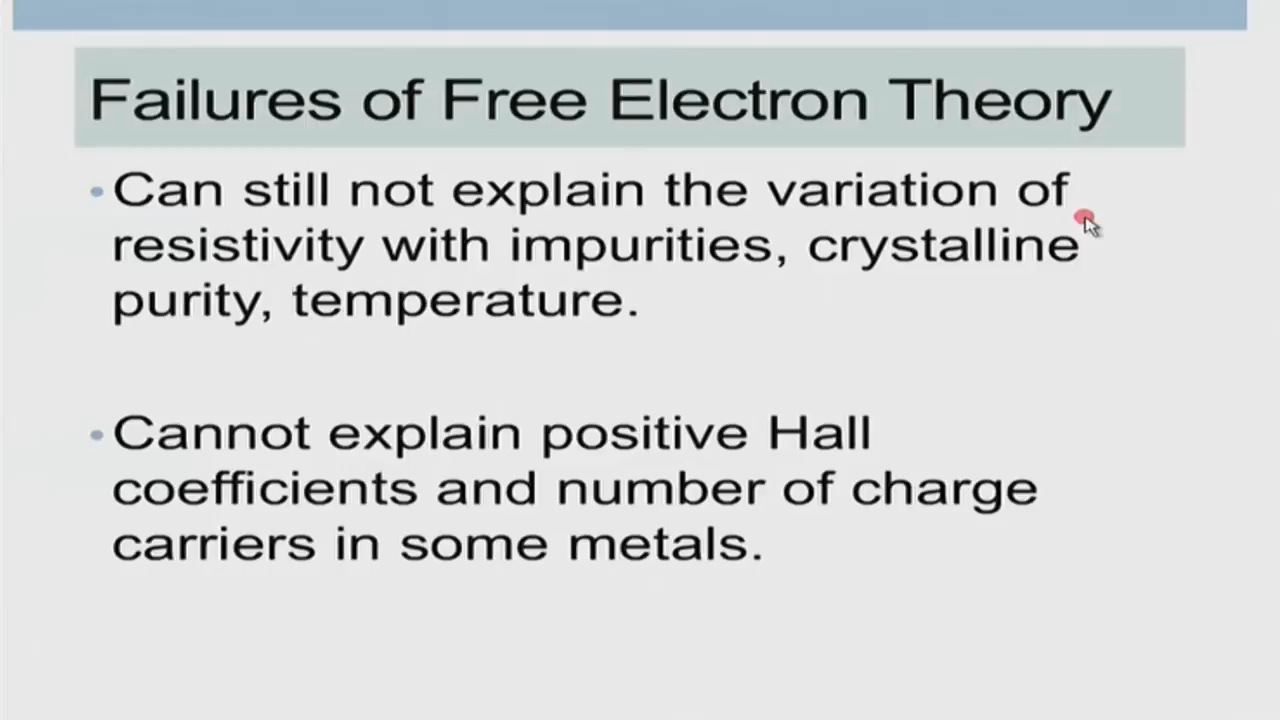 Failures of Free Electron Theory
• Can still not explain the variation of
resistivity with impurities, crystalline
purity, temperature.
• Cannot explain positive Hall
coefficients and number of charge
carriers in some metals.